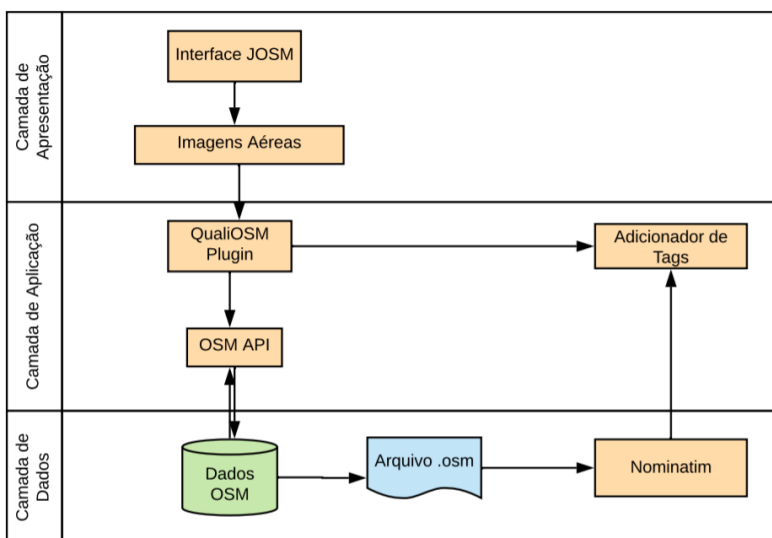 Camada de
Apresentação
Interface JOSM
Imagens Aéreas
Camada de Aplicação
QualiOSM
Plugin
Adicionador de
Tags
OSM API
Camada de
Dados
Dados
OSM
Arquivo .osm
Nominatim